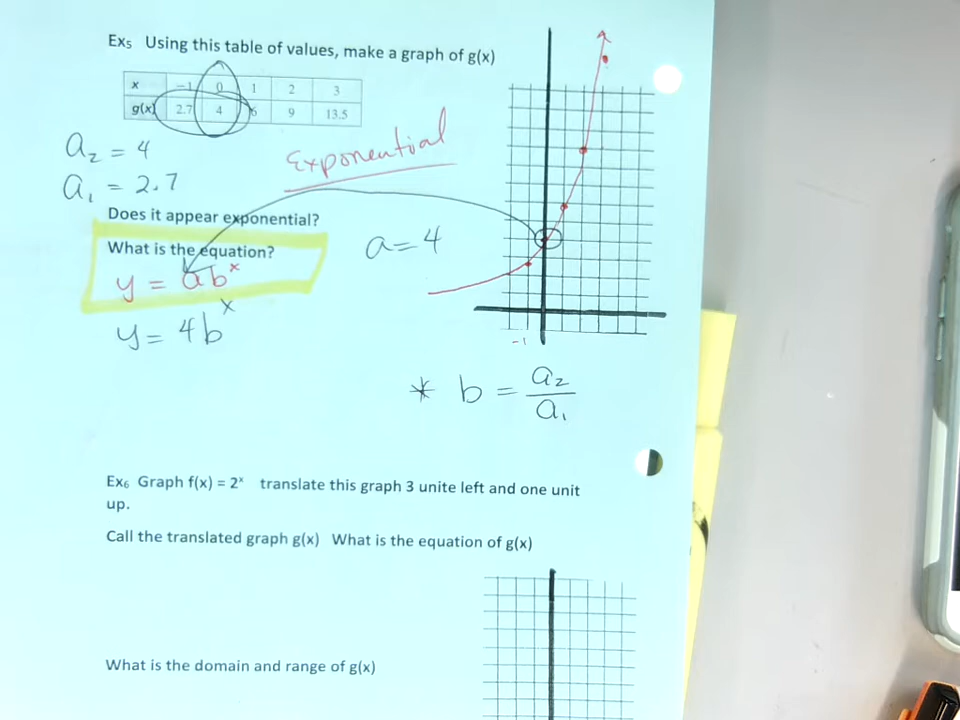 Ex5 Using this table of values, make a graph of g(x)
x -1 0 1 2 3
g(x) 2.7 4 6 9 13.5
a₂ = 4
Exponential
a₁ = 2.7
Does it appear exponential?
What is the equation?
a=4
y = abˣ
y = 4bˣ
-1
* b = a₂/a₁
Ex6 Graph f(x) = 2ˣ translate this graph 3 unite left and one unit
up.
Call the translated graph g(x) What is the equation of g(x)
What is the domain and range of g(x)